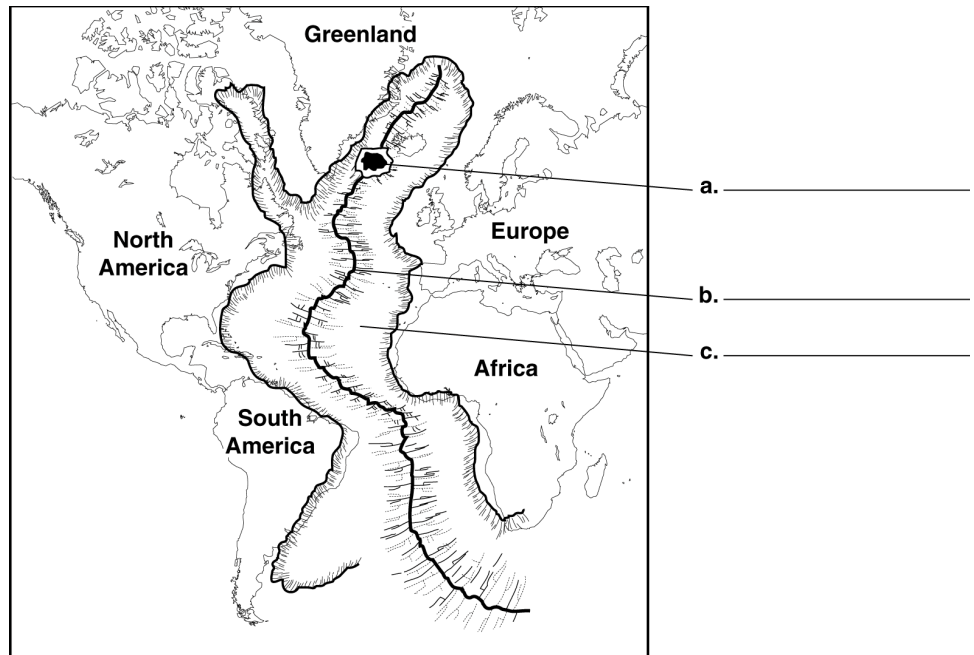 Greenland
a.
North
America
Europe
b.
c.
Africa
South
America